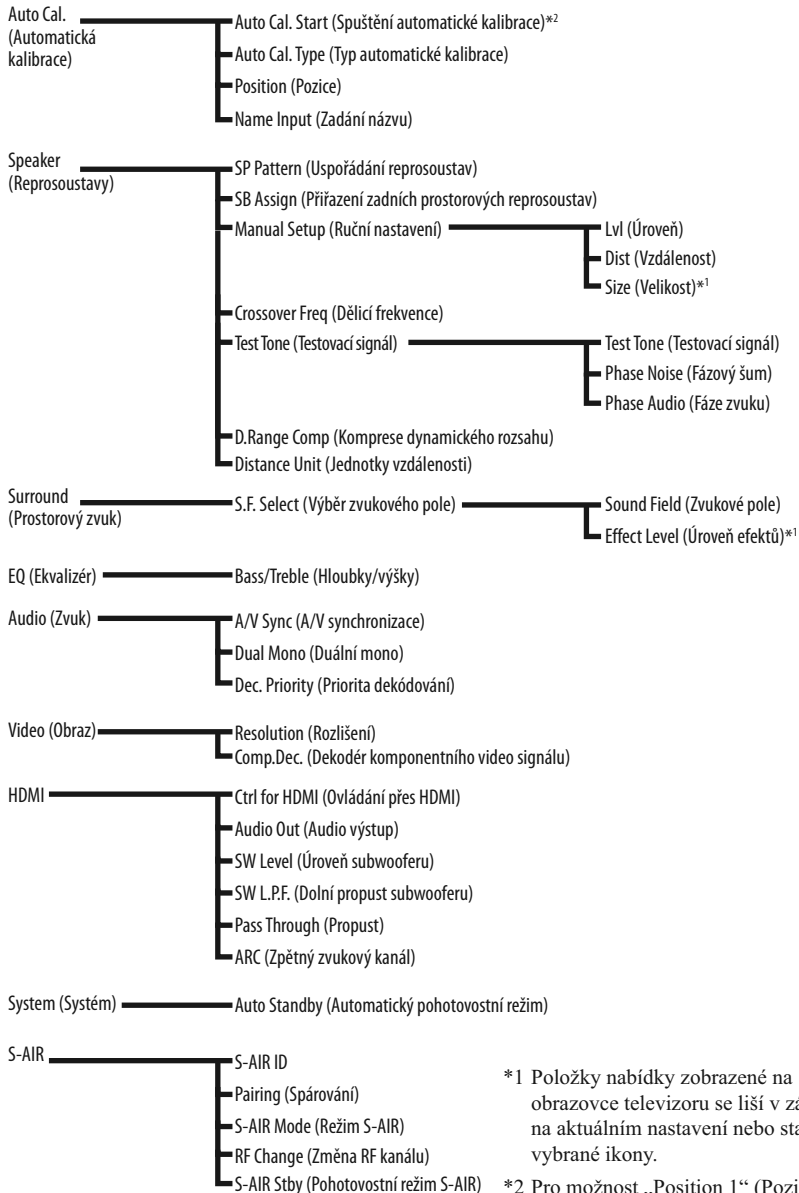 Auto Cal.
(Automatická
kalibrace)
Auto Cal. Start (Spuštění automatické kalibrace)*2
Auto Cal. Type (Typ automatické kalibrace)
Position (Pozice)
Name Input (Zadání názvu)
Speaker
(Reprosoustavy)
SP Pattern (Uspořádání reprosoustav)
SB Assign (Přiřazení zadních prostorových reprosoustav)
Manual Setup (Ruční nastavení)
Lvl (Úroveň)
Dist (Vzdálenost)
Size (Velikost)*1
Crossover Freq (Dělicí frekvence)
Test Tone (Testovací signál)
Test Tone (Testovací signál)
Phase Noise (Fázový šum)
Phase Audio (Fáze zvuku)
D.Range Comp (Komprese dynamického rozsahu)
Distance Unit (Jednotky vzdálenosti)
Surround
(Prostorový zvuk)
S.F. Select (Výběr zvukového pole)
Sound Field (Zvukové pole)
Effect Level (Úroveň efektů)*1
EQ (Ekvalizér)
Bass/Treble (Hloubky/výšky)
Audio (Zvuk)
A/V Sync (A/V synchronizace)
Dual Mono (Duální mono)
Dec. Priority (Priorita dekódování)
Video (Obraz)
Resolution (Rozlišení)
Comp.Dec. (Dekodér komponentního video signálu)
HDMI
Ctrl for HDMI (Ovládání přes HDMI)
Audio Out (Audio výstup)
SW Level (Úroveň subwooferu)
SW L.P.F. (Dolní propust subwooferu)
Pass Through (Propust)
ARC (Zpětný zvukový kanál)
System (Systém)
Auto Standby (Automatický pohotovostní režim)
S-AIR
S-AIR ID
Pairing (Spárování)
S-AIR Mode (Režim S-AIR)
RF Change (Změna RF kanálu)
S-AIR Stby (Pohotovostní režim S-AIR)
*1 Položky nabídky zobrazené na
obrazovce televizoru se liší v zá
na aktuálním nastavení nebo sta
vybrané ikony.
*2 Pro možnost „Position 1“ (Pozi